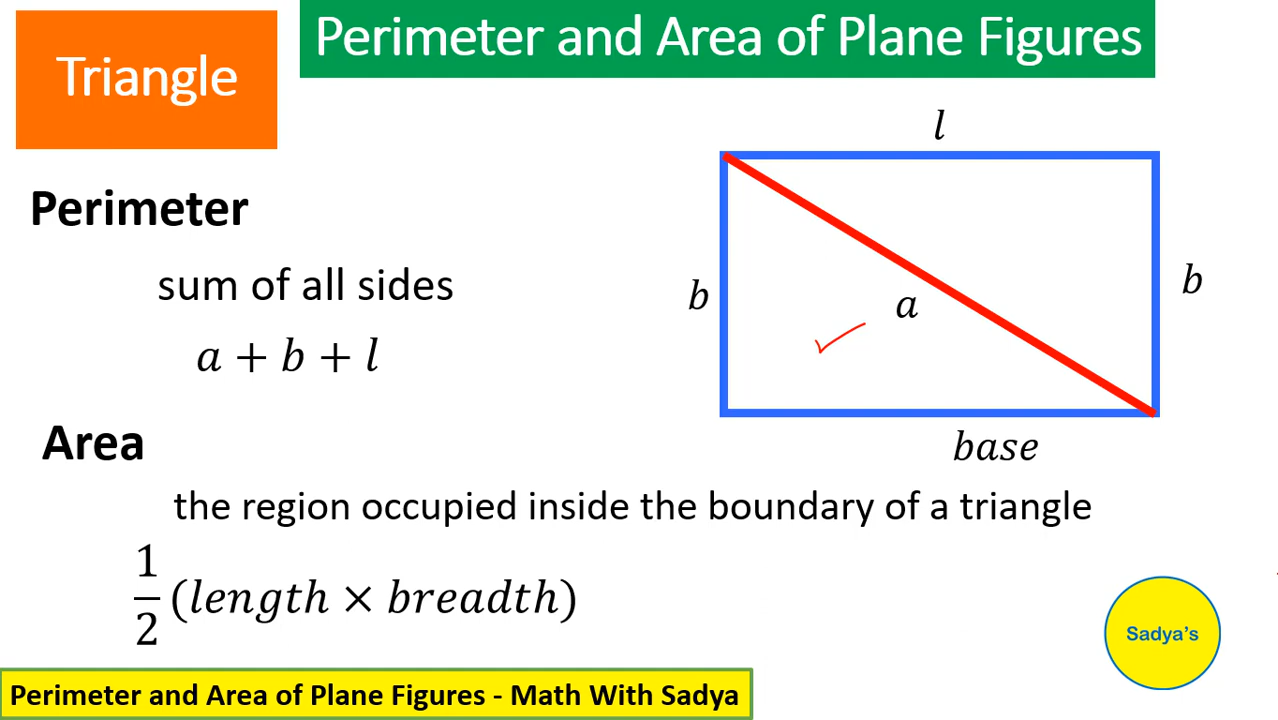 Triangle
Perimeter and Area of Plane Figures
l
Perimeter
sum of all sides
a + b + l
b
a
b
base
Area
the region occupied inside the boundary of a triangle
1/2 (length × breadth)
Sadya's
Perimeter and Area of Plane Figures - Math With Sadya